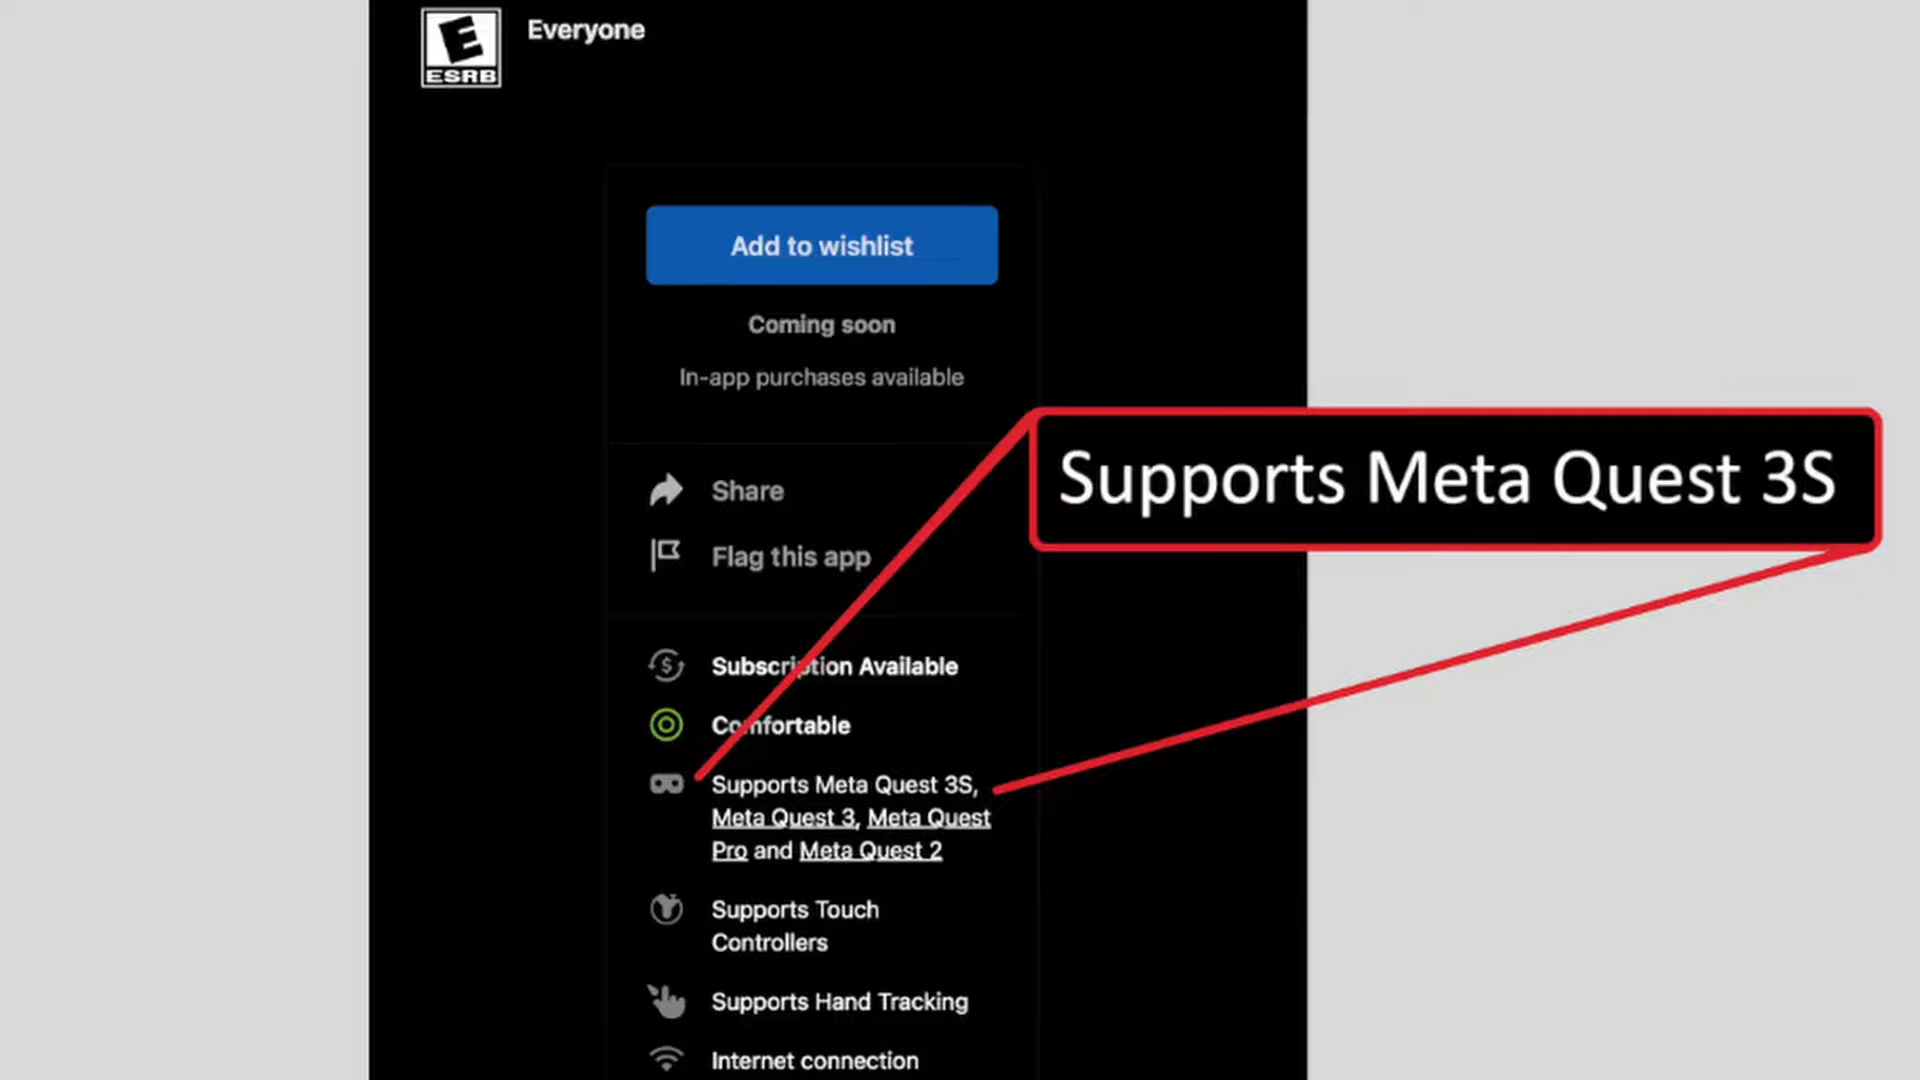 E
ESRB
Everyone
Add to wishlist
Coming soon
In-app purchases available
Share
Flag this app
Supports Meta Quest 3S
Subscription Available
Comfortable
Supports Meta Quest 3S,
Meta Quest 3, Meta Quest
Pro and Meta Quest 2
Supports Touch
Controllers
Supports Hand Tracking
Internet connection